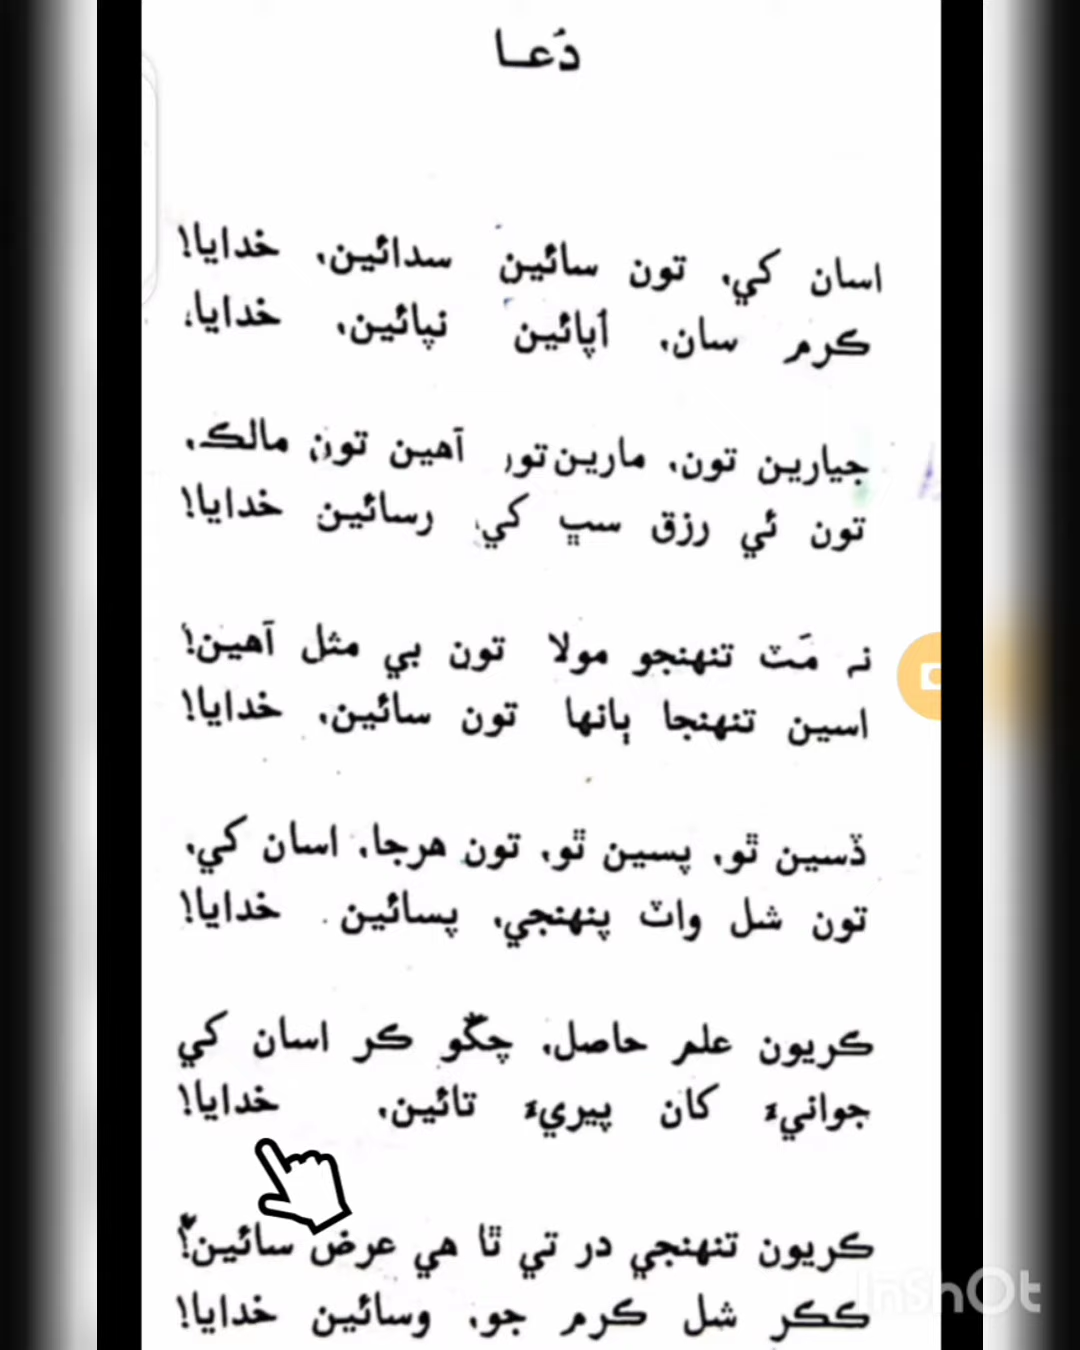 دُعا
اسان کي، تون سائين سدائين، خدايا!
ڪرم سان، اُپائين نپائين، خدايا،
جيارين تون، مارين تون آهين تون مالڪ،
تون ئي رزق سڀ کي، رسائين خدايا!
نہ مَٽ تنهنجو مولا تون بي مثل آهين!
اسين تنهنجا ٻانها تون سائين، خدايا!
ڏسين ٿو، پسين ٿو، تون هرجا، اسان کي،
تون شل واٽ پنهنجي، پسائين خدايا!
ڪريون علم حاصل، چڱو ڪر اسان کي
جوانيءَ کان پيريءَ تائين، خدايا!
ڪريون تنهنجي در تي ٿا هي عرض سائين!
ڪڪر شل ڪرم جو، وسائين خدايا!
InShOt